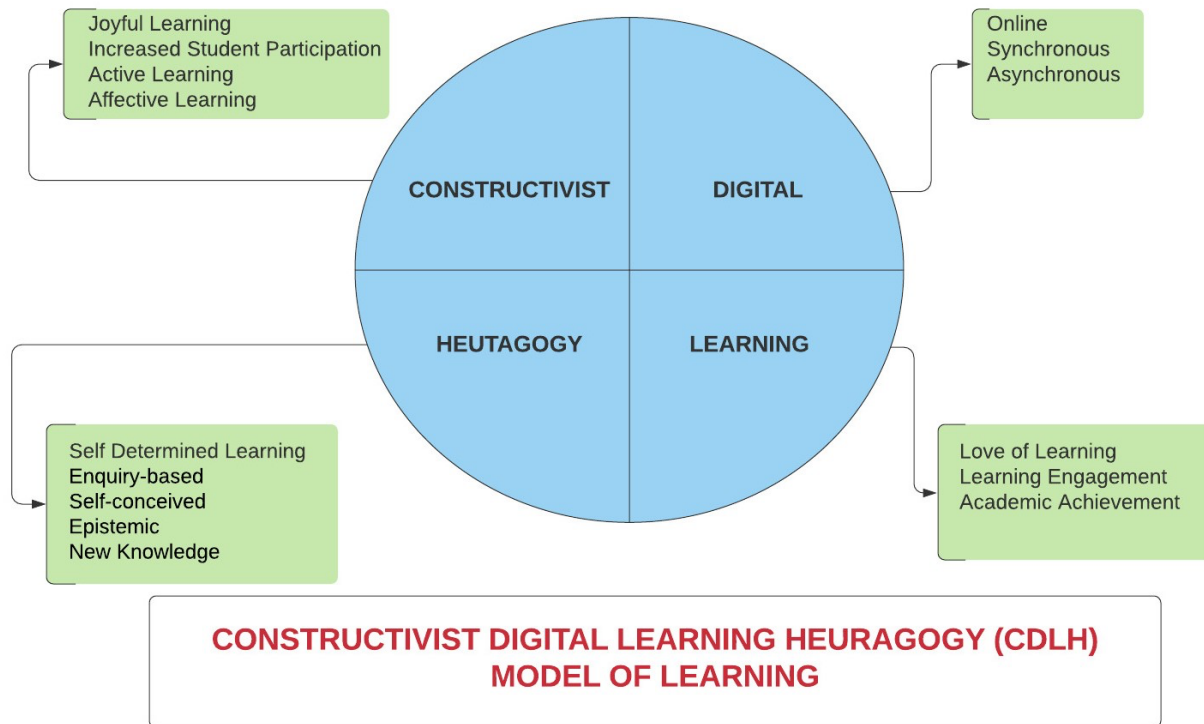 Joyful Learning
Increased Student Participation
Active Learning
Affective Learning
Online
Synchronous
Asynchronous
CONSTRUCTIVIST
DIGITAL
HEUTAGOGY
LEARNING
Self Determined Learning
Enquiry-based
Self-conceived
Epistemic
New Knowledge
Love of Learning
Learning Engagement
Academic Achievement
CONSTRUCTIVIST DIGITAL LEARNING HEURAGOGY (CDLH)
MODEL OF LEARNING